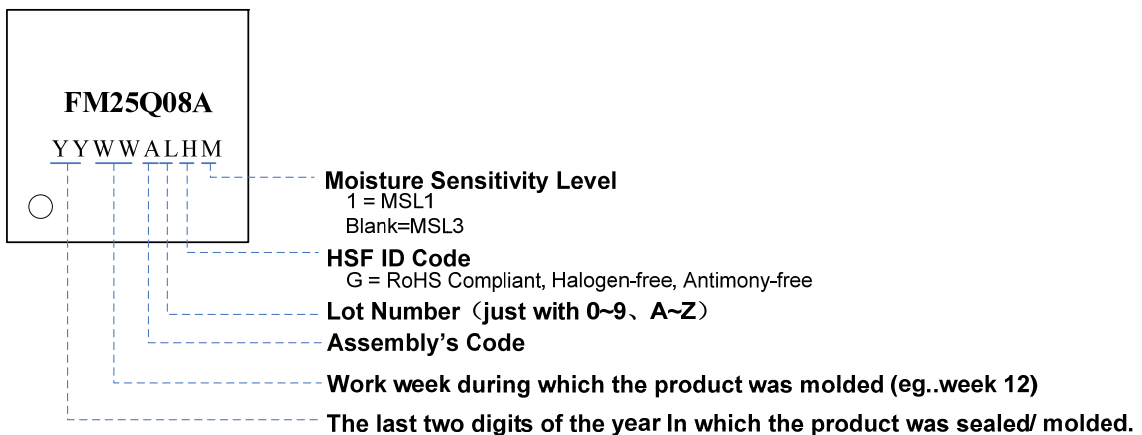 FM25Q08A
YYWWALHM
Moisture Sensitivity Level
1 = MSL1
Blank=MSL3
HSF ID Code
G = RoHS Compliant, Halogen-free, Antimony-free
Lot Number（just with 0~9、A~Z）
Assembly's Code
Work week during which the product was molded (eg..week 12)
The last two digits of the year In which the product was sealed/ molded.